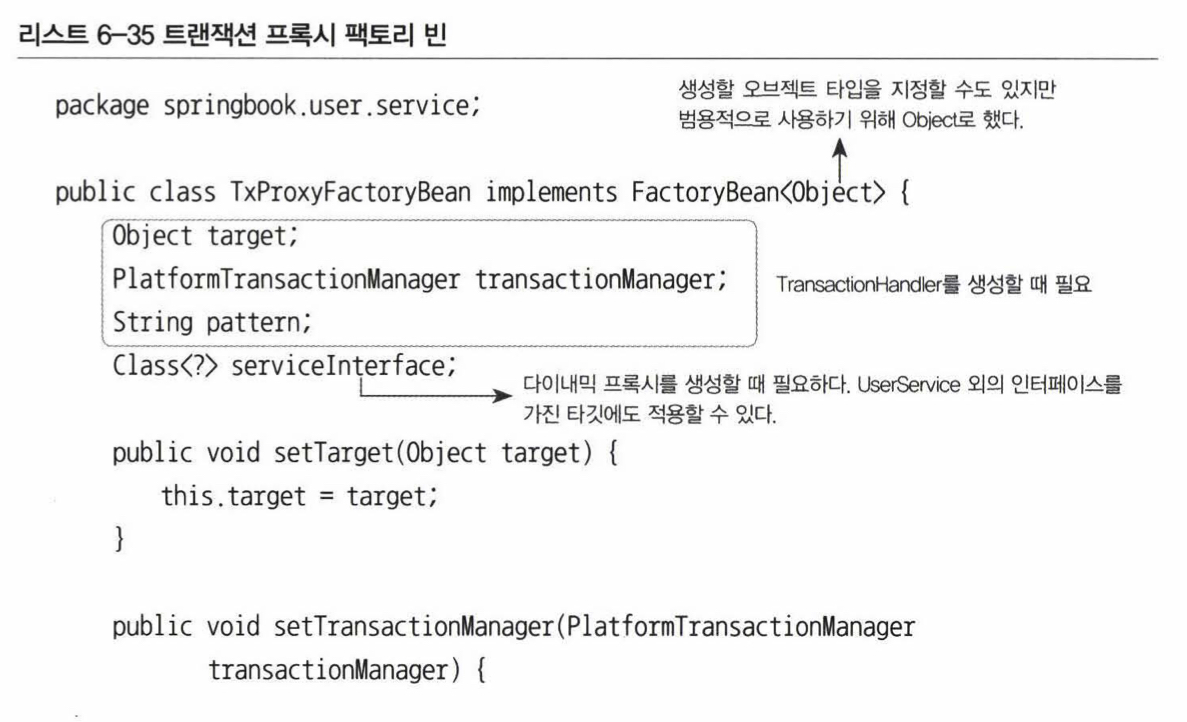 리스트 6-35 트랜잭션 프록시 팩토리 빈
package springbook.user.service;
생성할 오브젝트 타입을 지정할 수도 있지만
범용적으로 사용하기 위해 Object로 했다.
public class TxProxyFactoryBean implements FactoryBean<Object> {
Object target;
PlatformTransactionManager transactionManager;
TransactionHandler를 생성할 때 필요
String pattern;
Class<?> serviceInterface;
다이내믹 프록시를 생성할 때 필요하다. UserService 외의 인터페이스를
가진 타깃에도 적용할 수 있다.
public void setTarget(Object target) {
this.target = target;
}
public void setTransactionManager(PlatformTransactionManager
transactionManager) {